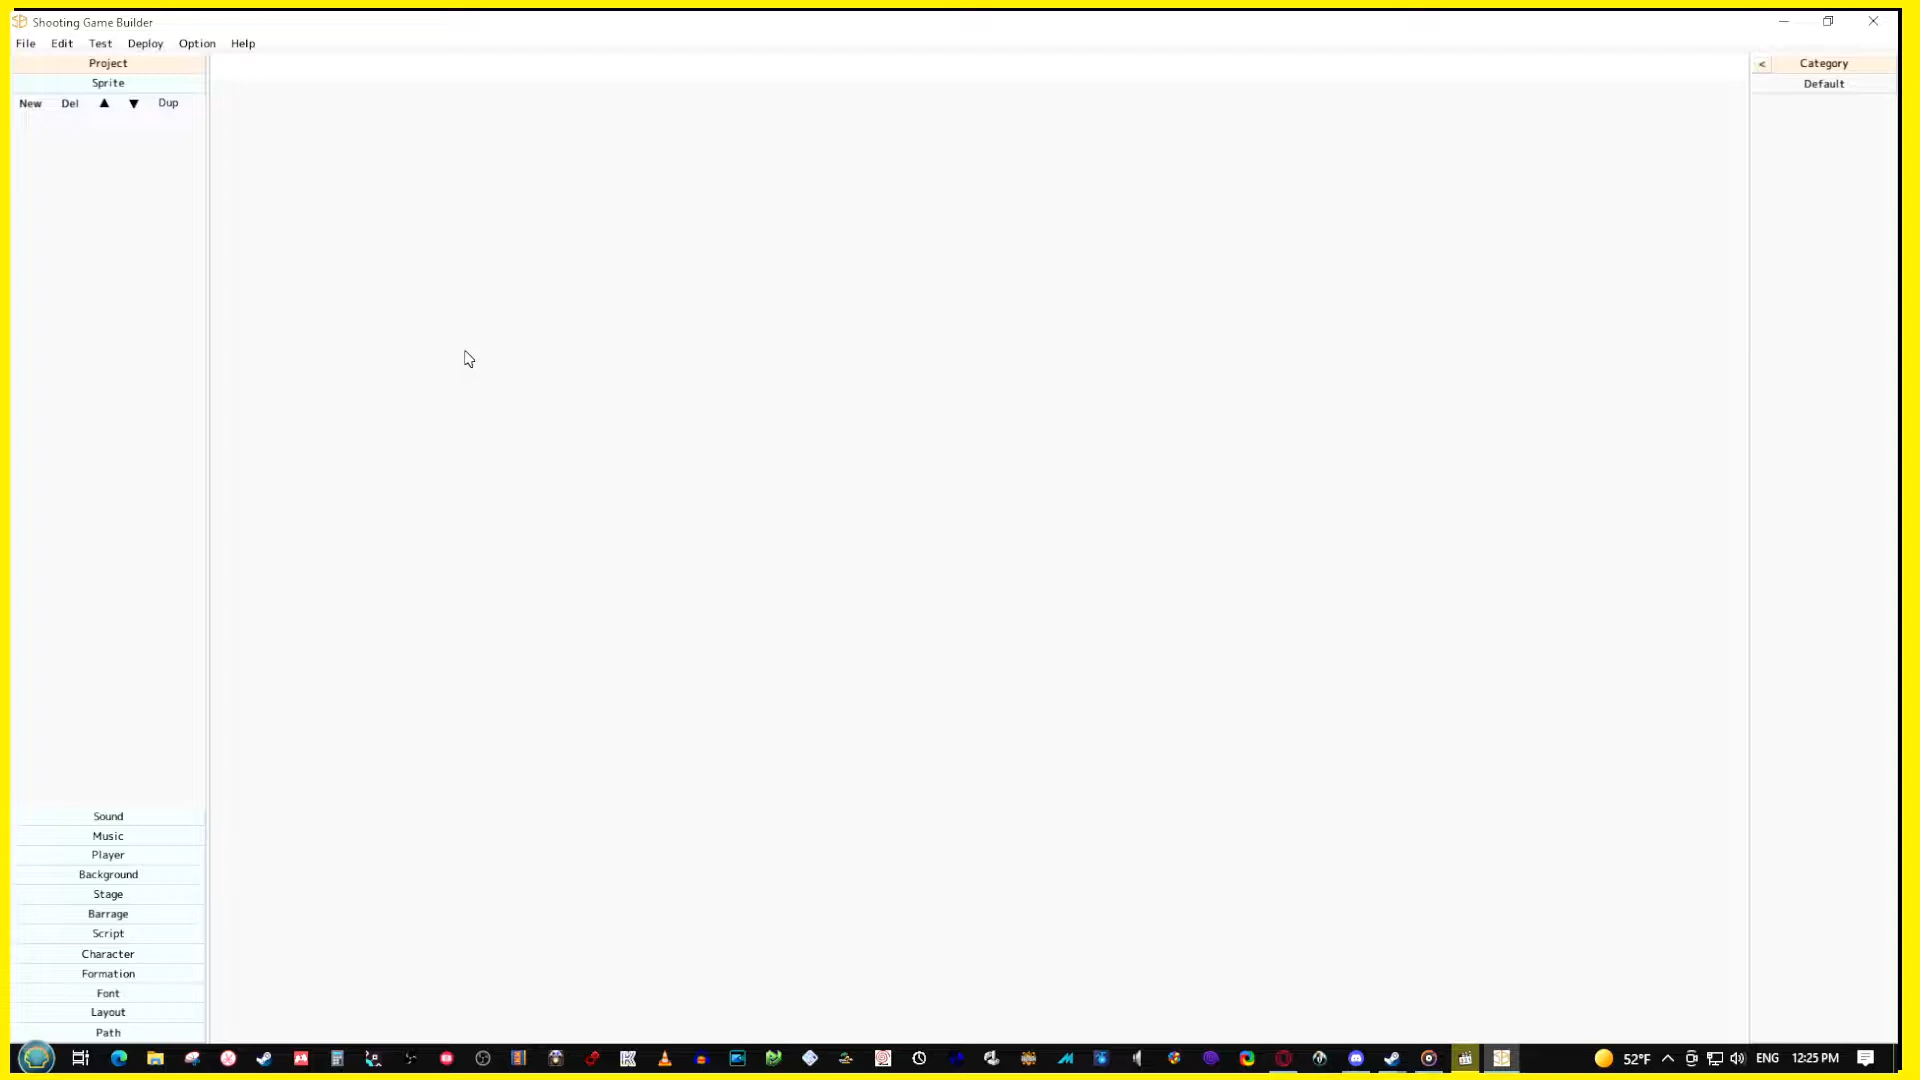 Shooting Game Builder
File Edit Test Deploy Option Help
Project
Sprite
New Del ▲ ▼ Dup
Sound
Music
Player
Background
Stage
Barrage
Script
Character
Formation
Font
Layout
Path
< Category
Default
52°F ENG 12:25 PM